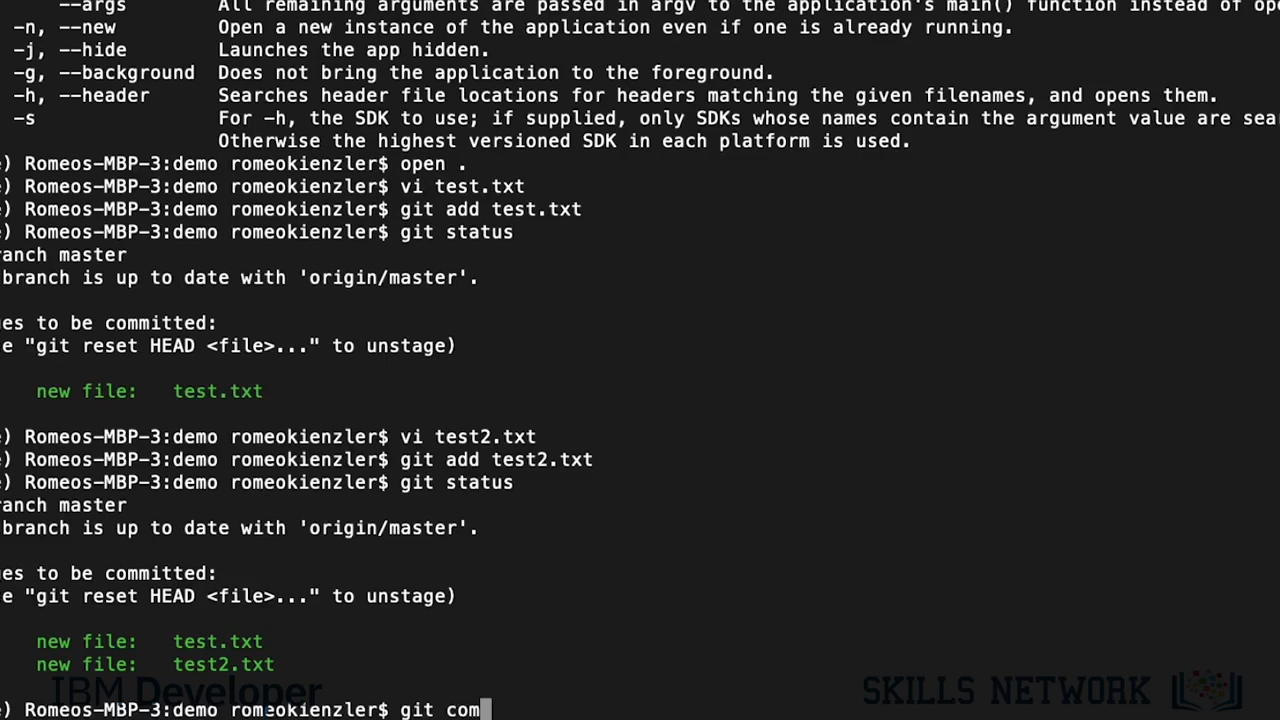 --args All remaining arguments are passed in argv to the application's main() function instead of ope
-n, --new Open a new instance of the application even if one is already running.
-j, --hide Launches the app hidden.
-g, --background Does not bring the application to the foreground.
-h, --header Searches header file locations for headers matching the given filenames, and opens them.
-s For -h, the SDK to use; if supplied, only SDKs whose names contain the argument value are sear
Otherwise the highest versioned SDK in each platform is used.
e) Romeos-MBP-3:demo romeokienzler$ open .
e) Romeos-MBP-3:demo romeokienzler$ vi test.txt
e) Romeos-MBP-3:demo romeokienzler$ git add test.txt
e) Romeos-MBP-3:demo romeokienzler$ git status
ranch master
branch is up to date with 'origin/master'.
ges to be committed:
e "git reset HEAD <file>..." to unstage)
new file: test.txt
e) Romeos-MBP-3:demo romeokienzler$ vi test2.txt
e) Romeos-MBP-3:demo romeokienzler$ git add test2.txt
e) Romeos-MBP-3:demo romeokienzler$ git status
ranch master
branch is up to date with 'origin/master'.
ges to be committed:
e "git reset HEAD <file>..." to unstage)
new file: test.txt
new file: test2.txt
IBM Developer
SKILLS NETWORK
e) Romeos-MBP-3:demo romeokienzler$ git com